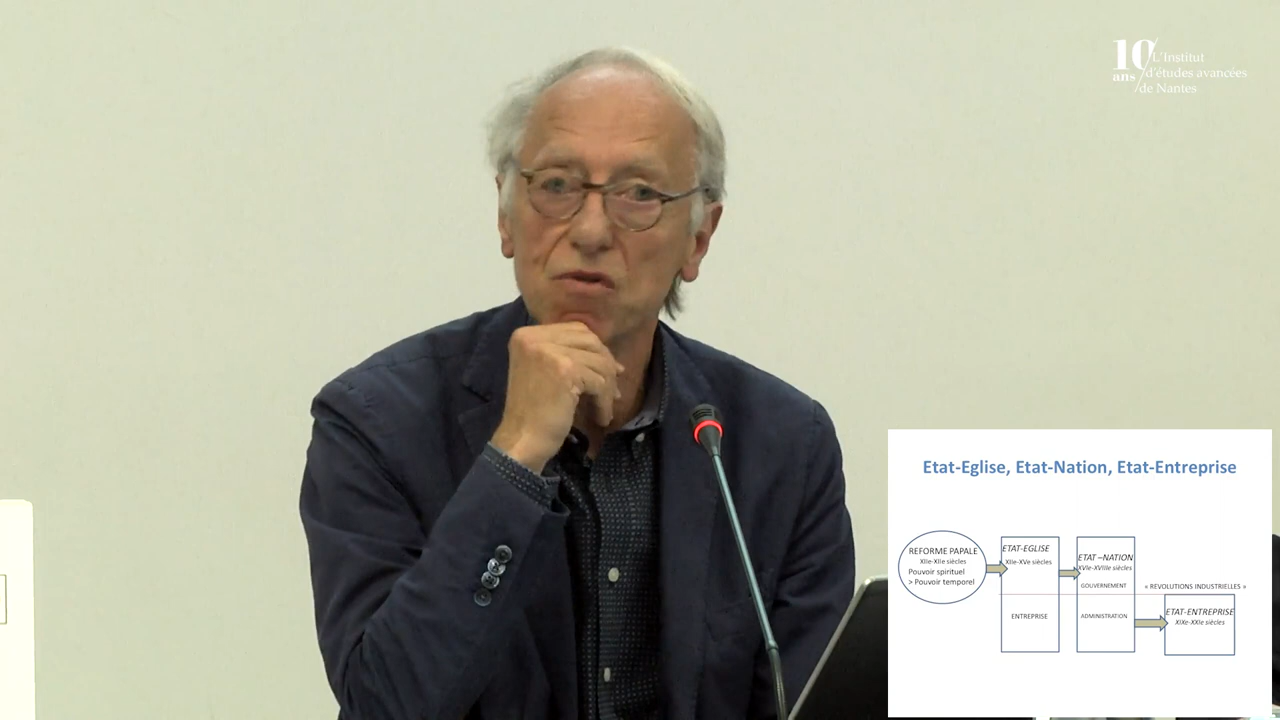 10 ans
L'Institut
d'études avancées
de Nantes
Etat-Eglise, Etat-Nation, Etat-Entreprise
REFORME PAPALE
XIe-XIIe siècles
Pouvoir spirituel
> Pouvoir temporel
ETAT-EGLISE
XIIe-XVe siècles
ENTREPRISE
ETAT –NATION
XVIe-XVIIIe siècles
GOUVERNEMENT
ADMINISTRATION
« REVOLUTIONS INDUSTRIELLES »
ETAT-ENTREPRISE
XIXe-XXIe siècles